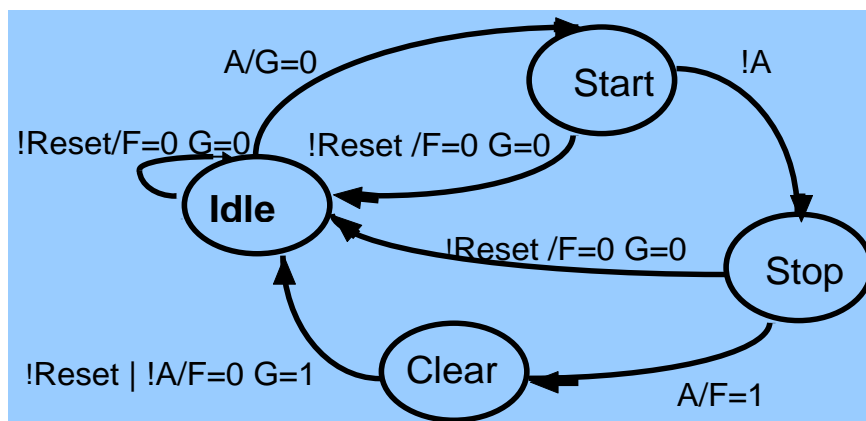 A/G=0
Start
!A
!Reset/F=0 G=0
!Reset /F=0 G=0
Idle
!Reset /F=0 G=0
Stop
!Reset | !A/F=0 G=1
Clear
A/F=1